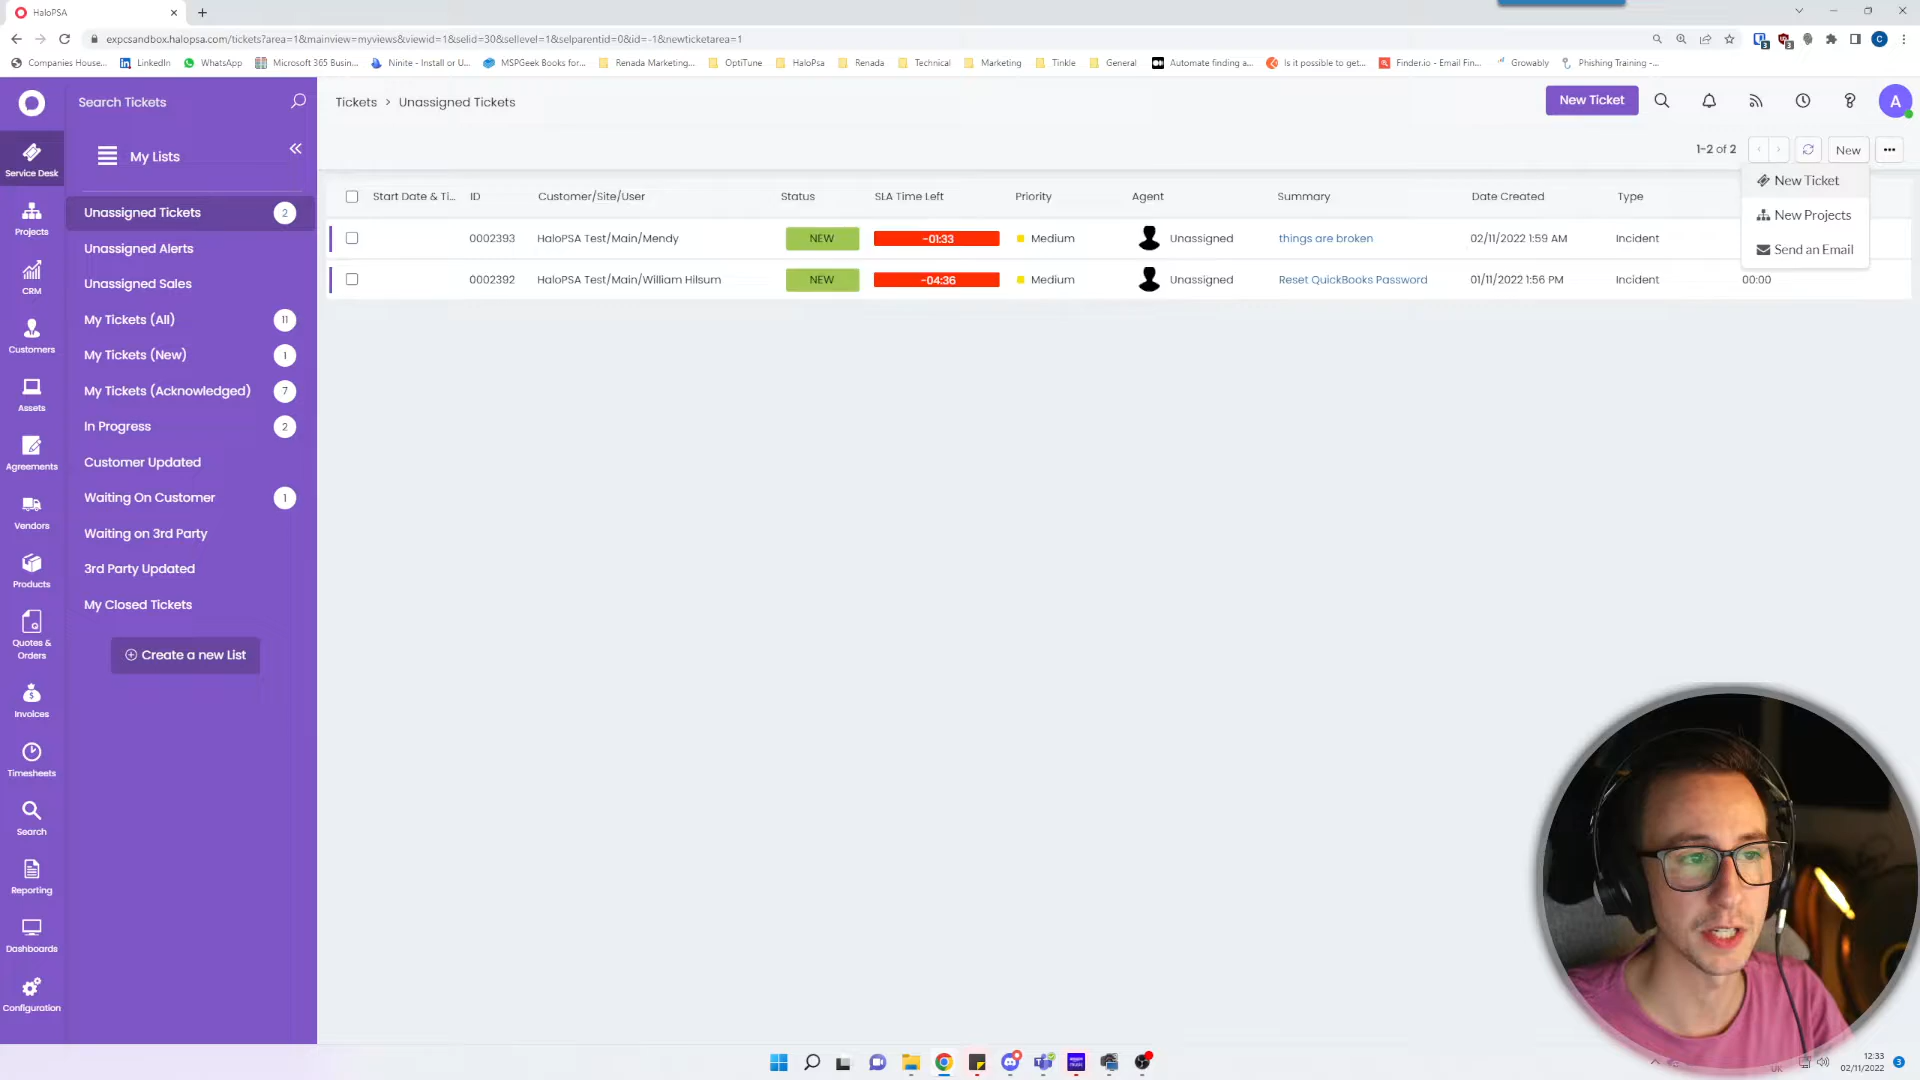 HaloPSA
expcsandbox.halopsa.com/tickets?area=1&mainview=myviews&viewid=1&selid=30&sellevel=1&selparentid=0&id=-1&newticketarea=1
Companies House... LinkedIn WhatsApp Microsoft 365 Busin... Ninite - Install or U... MSPGeek Books for... Renada Marketing... OptiTune HaloPsa Renada Technical Marketing Tinkle General Automate finding a... Is it possible to get... Finder.io - Email Fin... Growably Phishing Training -...
Search Tickets
Tickets > Unassigned Tickets
New Ticket
A
My Lists
1-2 of 2
New
New Ticket
New Projects
Send an Email
Start Date & Ti... ID Customer/Site/User Status SLA Time Left Priority Agent Summary Date Created Type
0002393 HaloPSA Test/Main/Mendy NEW -01:33 Medium Unassigned things are broken 02/11/2022 1:59 AM Incident
0002392 HaloPSA Test/Main/William Hilsum NEW -04:36 Medium Unassigned Reset QuickBooks Password 01/11/2022 1:56 PM Incident 00:00
Service Desk
Projects
CRM
Customers
Assets
Agreements
Vendors
Products
Quotes &
Orders
Invoices
Timesheets
Search
Reporting
Dashboards
Configuration
Unassigned Tickets 2
Unassigned Alerts
Unassigned Sales
My Tickets (All) 11
My Tickets (New) 1
My Tickets (Acknowledged) 7
In Progress 2
Customer Updated
Waiting On Customer 1
Waiting on 3rd Party
3rd Party Updated
My Closed Tickets
Create a new List
UK
12:33
02/11/2022
3